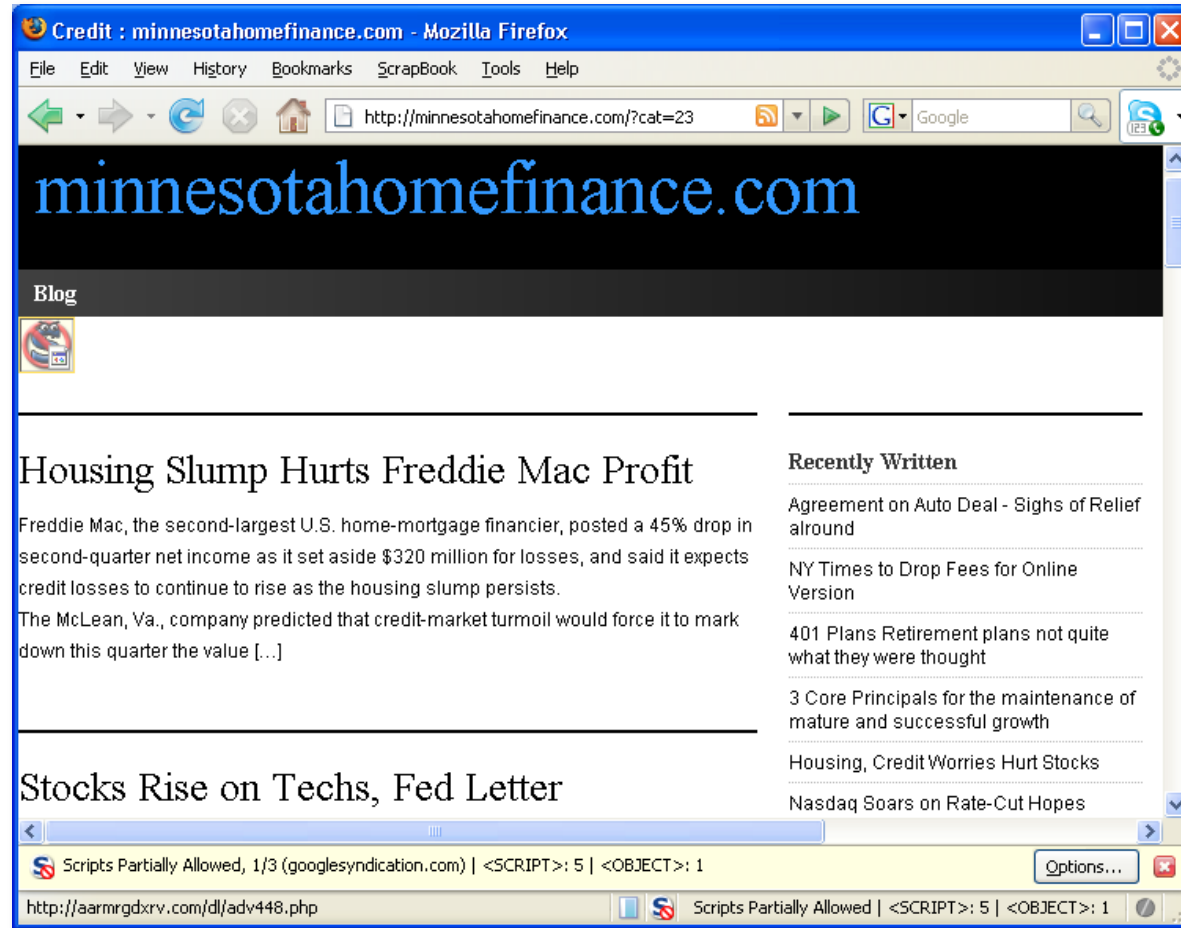 Credit : minnesotahomefinance.com - Mozilla Firefox
File Edit View History Bookmarks ScrapBook Tools Help
http://minnesotahomefinance.com/?cat=23 G Google 123
minnesotahomefinance.com
Blog
Housing Slump Hurts Freddie Mac Profit
Freddie Mac, the second-largest U.S. home-mortgage financier, posted a 45% drop in
second-quarter net income as it set aside $320 million for losses, and said it expects
credit losses to continue to rise as the housing slump persists.
The McLean, Va., company predicted that credit-market turmoil would force it to mark
down this quarter the value [...]
Stocks Rise on Techs, Fed Letter
Recently Written
Agreement on Auto Deal - Sighs of Relief
alround
NY Times to Drop Fees for Online
Version
401 Plans Retirement plans not quite
what they were thought
3 Core Principals for the maintenance of
mature and successful growth
Housing, Credit Worries Hurt Stocks
Nasdaq Soars on Rate-Cut Hopes
Scripts Partially Allowed, 1/3 (googlesyndication.com) | <SCRIPT>: 5 | <OBJECT>: 1 Options...
http://aarmrgdxrv.com/dl/adv448.php Scripts Partially Allowed | <SCRIPT>: 5 | <OBJECT>: 1